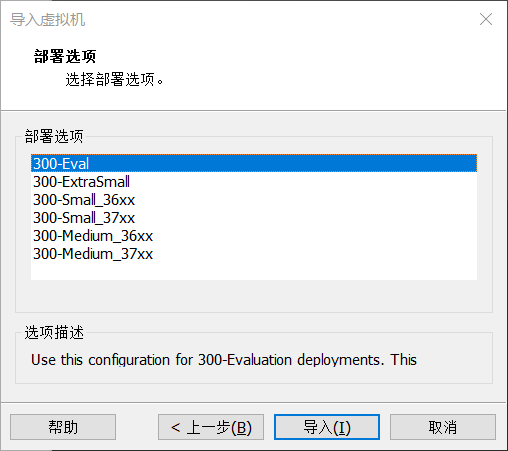 导入虚拟机
部署选项
选择部署选项。
部署选项
300-Eval
300-ExtraSmall
300-Small_36xx
300-Small_37xx
300-Medium_36xx
300-Medium_37xx
选项描述
Use this configuration for 300-Evaluation deployments. This
帮助
< 上一步(B)
导入(I)
取消